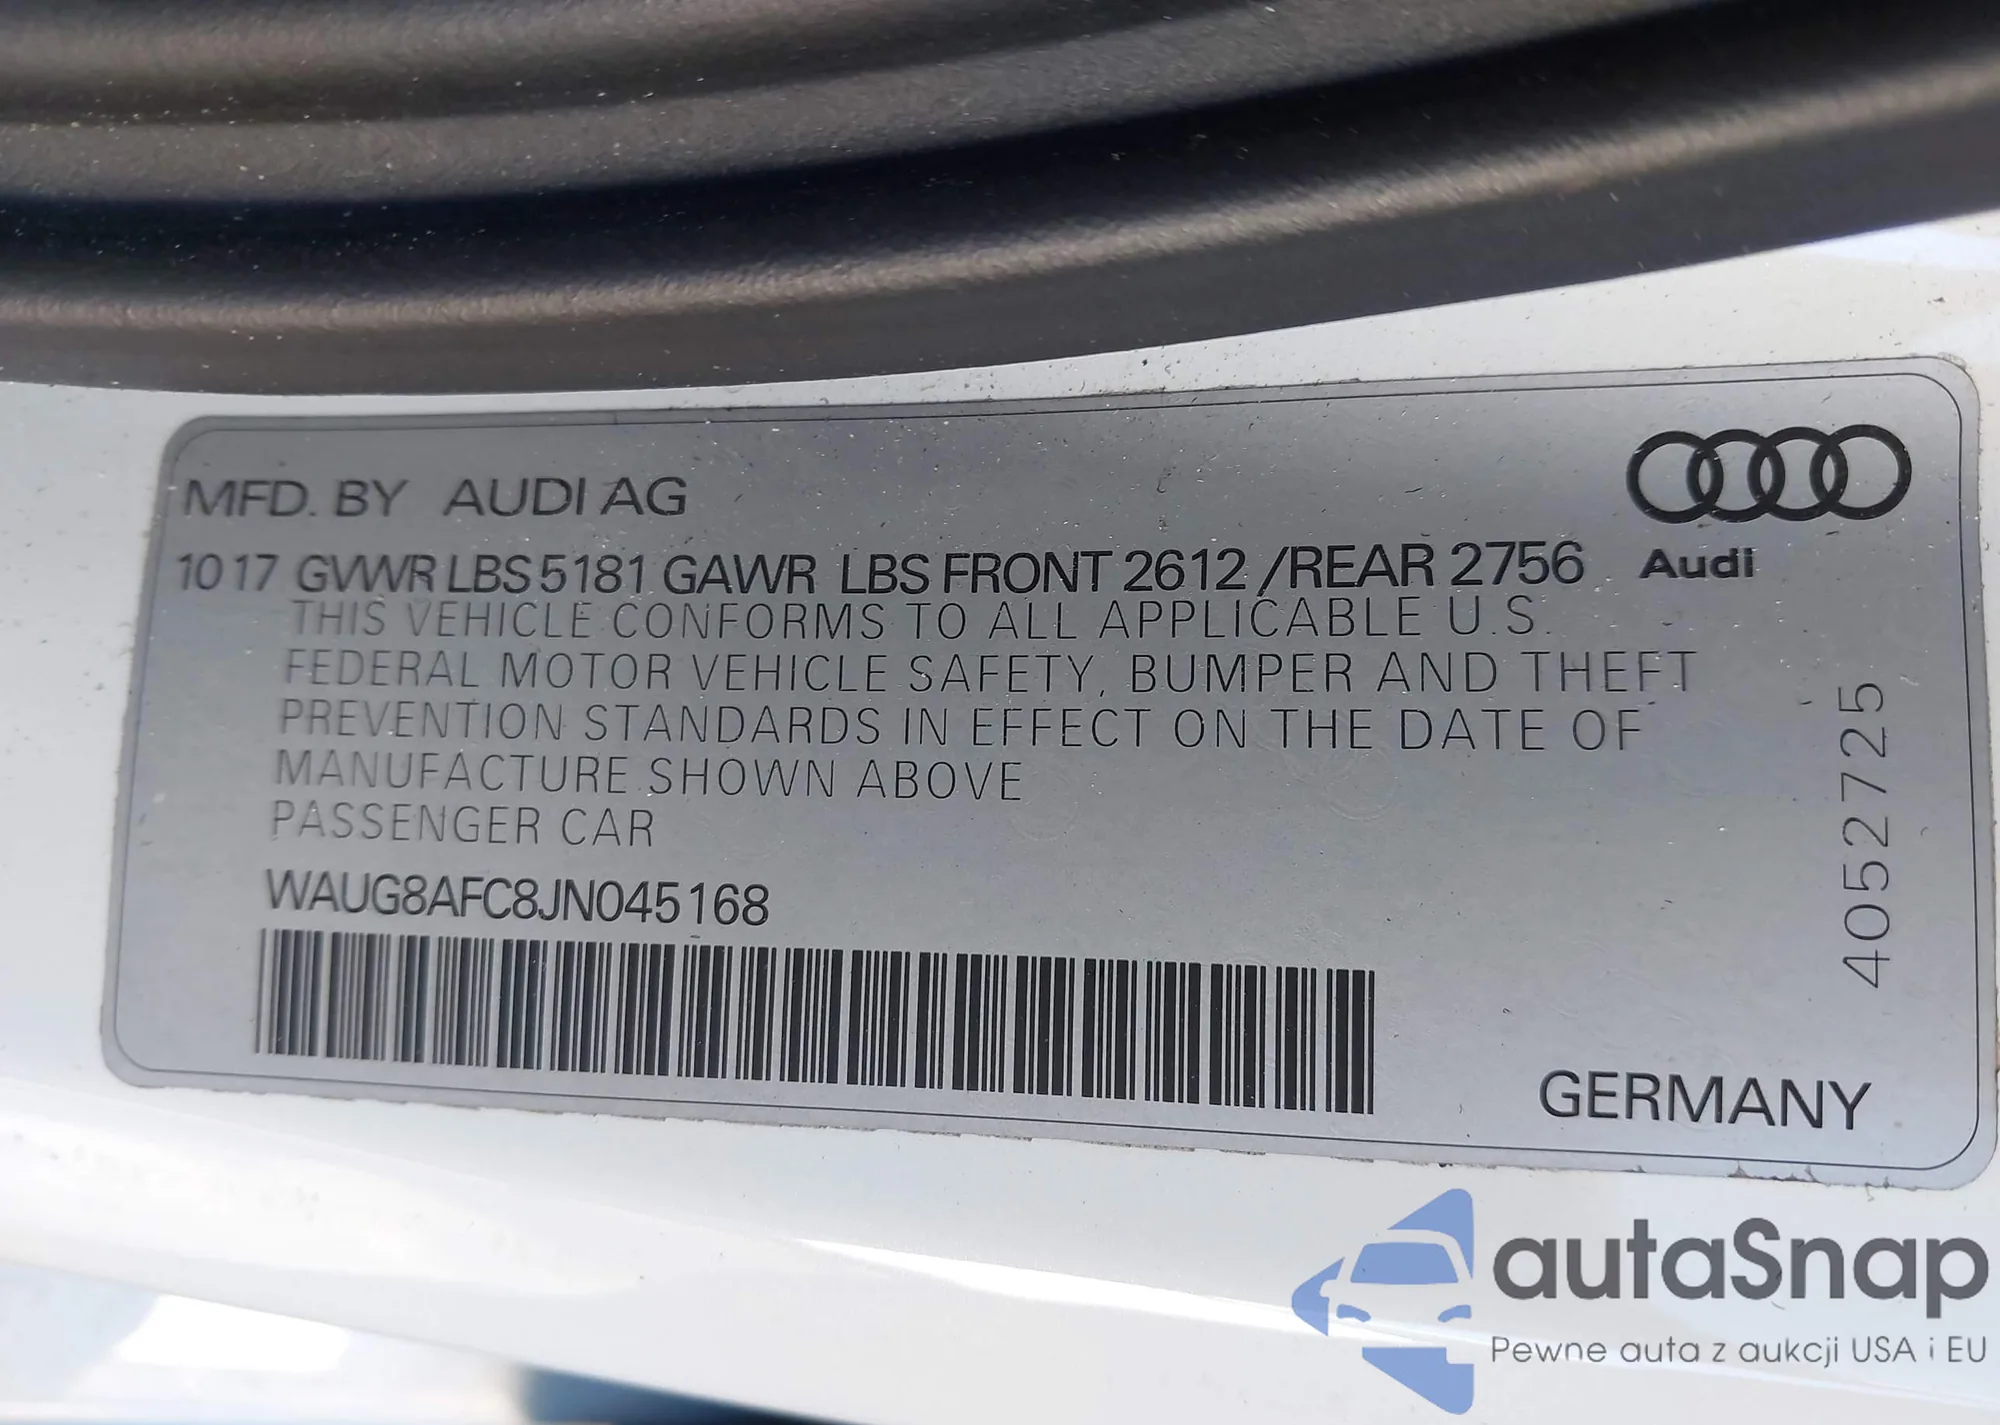 MFD. BY AUDI AG
10 17 GVWR LBS 5181 GAWR LBS FRONT 2612 /REAR 2756
Audi
THIS VEHICLE CONFORMS TO ALL APPLICABLE U.S.
FEDERAL MOTOR VEHICLE SAFETY, BUMPER AND THEFT
PREVENTION STANDARDS IN EFFECT ON THE DATE OF
MANUFACTURE SHOWN ABOVE
PASSENGER CAR
WAUG8AFC8JN045168
4052725
GERMANY
autaSnap
Pewne auta z aukcji USA i EU